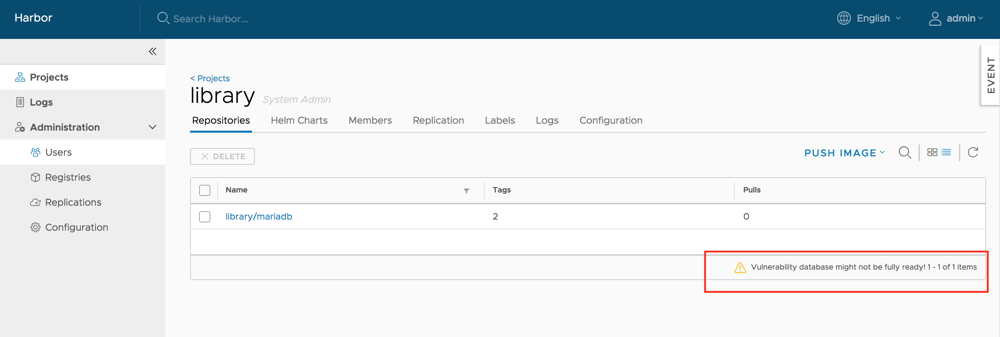 Harbor
Search Harbor...
English
admin
Projects
Logs
Administration
Users
Registries
Replications
Configuration
EVENT
< Projects
library System Admin
Repositories Helm Charts Members Replication Labels Logs Configuration
DELETE
PUSH IMAGE
Name Tags Pulls
library/mariadb 2 0
Vulnerability database might not be fully ready! 1 - 1 of 1 items